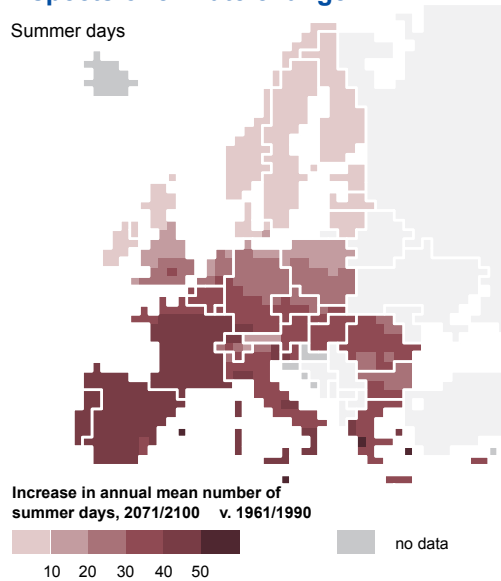 Summer days
Increase in annual mean number of
summer days, 2071/2100 v. 1961/1990
10 20 30 40 50
no data